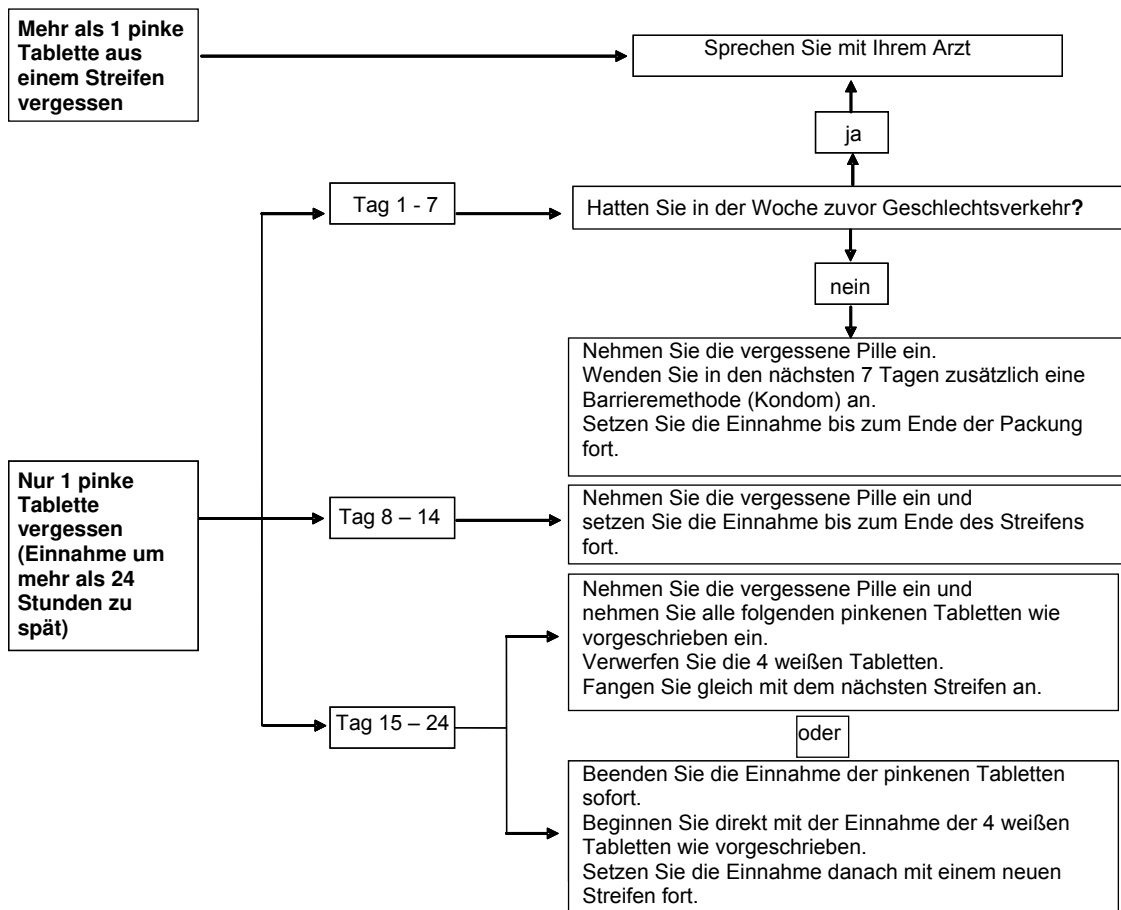 Mehr als 1 pinke
Tablette aus
einem Streifen
vergessen
Sprechen Sie mit Ihrem Arzt
ja
Tag 1 - 7
Hatten Sie in der Woche zuvor Geschlechtsverkehr?
nein
Nehmen Sie die vergessene Pille ein.
Wenden Sie in den nächsten 7 Tagen zusätzlich eine
Barrieremethode (Kondom) an.
Setzen Sie die Einnahme bis zum Ende der Packung
fort.
Nur 1 pinke
Tablette
vergessen
(Einnahme um
mehr als 24
Stunden zu
spät)
Tag 8 – 14
Nehmen Sie die vergessene Pille ein und
setzen Sie die Einnahme bis zum Ende des Streifens
fort.
Tag 15 – 24
Nehmen Sie die vergessene Pille ein und
nehmen Sie alle folgenden pinkenen Tabletten wie
vorgeschrieben ein.
Verwerfen Sie die 4 weißen Tabletten.
Fangen Sie gleich mit dem nächsten Streifen an.
oder
Beenden Sie die Einnahme der pinkenen Tabletten
sofort.
Beginnen Sie direkt mit der Einnahme der 4 weißen
Tabletten wie vorgeschrieben.
Setzen Sie die Einnahme danach mit einem neuen
Streifen fort.